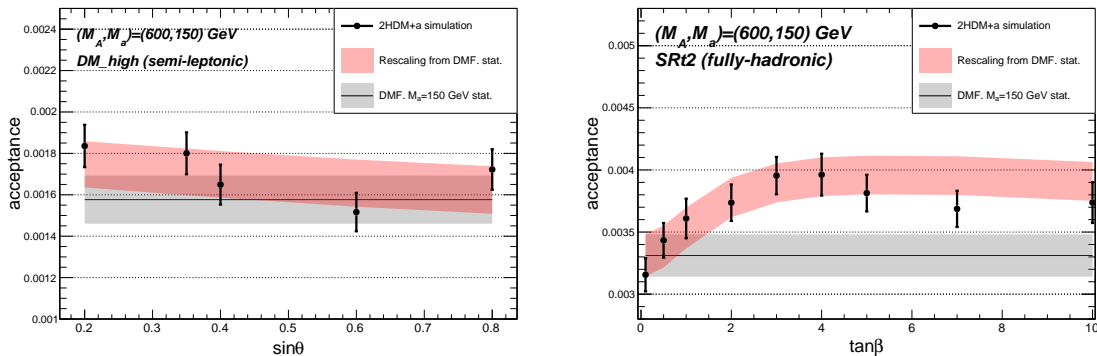 0.0024
0.0022
0.002
0.0018
0.0016
0.0014
0.0012
0.001
acceptance
(M_A,M_a)=(600,150) GeV
DM_high (semi-leptonic)
2HDM+a simulation
Rescaling from DMF. stat.
DMF. M_a=150 GeV stat.
0.2 0.3 0.4 0.5 0.6 0.7 0.8
sinθ
0.005
0.0045
0.004
0.0035
0.003
acceptance
(M_A,M_a)=(600,150) GeV
SRt2 (fully-hadronic)
2HDM+a simulation
Rescaling from DMF. stat.
DMF. M_a=150 GeV stat.
0 2 4 6 8 10
tanβ